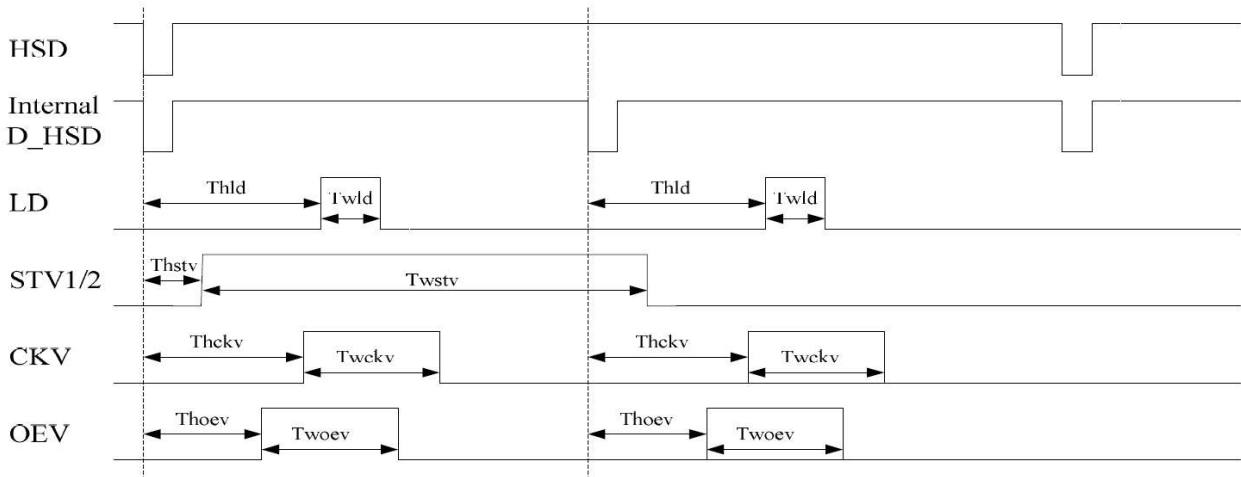 HSD
Internal
D_HSD
LD
Thld
Twld
Thld
Twld
STV1/2
Thstv
Twstv
CKV
Thckv
Twckv
Thckv
Twckv
OEV
Thoev
Twoev
Thoev
Twoev